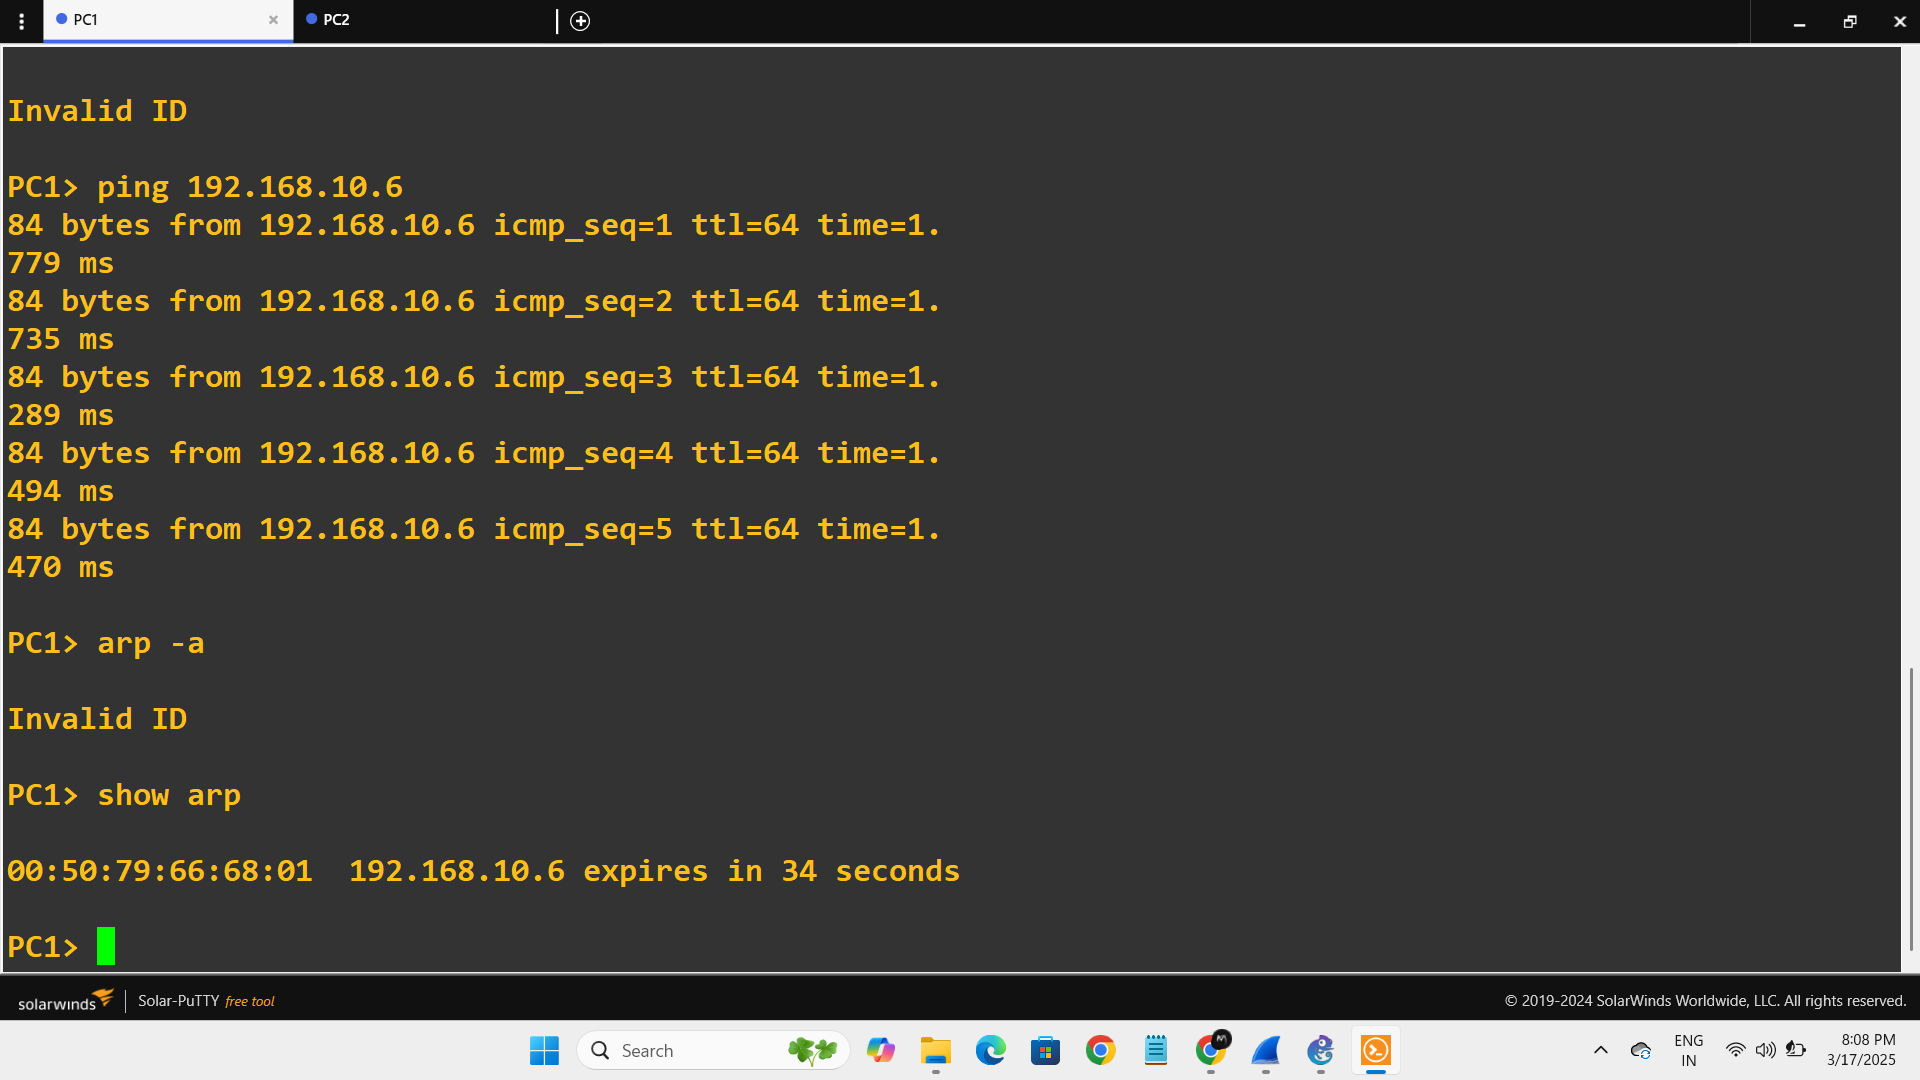 PC1
PC2
Invalid ID
PC1> ping 192.168.10.6
84 bytes from 192.168.10.6 icmp_seq=1 ttl=64 time=1.
779 ms
84 bytes from 192.168.10.6 icmp_seq=2 ttl=64 time=1.
735 ms
84 bytes from 192.168.10.6 icmp_seq=3 ttl=64 time=1.
289 ms
84 bytes from 192.168.10.6 icmp_seq=4 ttl=64 time=1.
494 ms
84 bytes from 192.168.10.6 icmp_seq=5 ttl=64 time=1.
470 ms
PC1> arp -a
Invalid ID
PC1> show arp
00:50:79:66:68:01  192.168.10.6 expires in 34 seconds
PC1>
solarwinds
Solar-PuTTY free tool
© 2019-2024 SolarWinds Worldwide, LLC. All rights reserved.
Search
M
ENG
IN
8:08 PM
3/17/2025